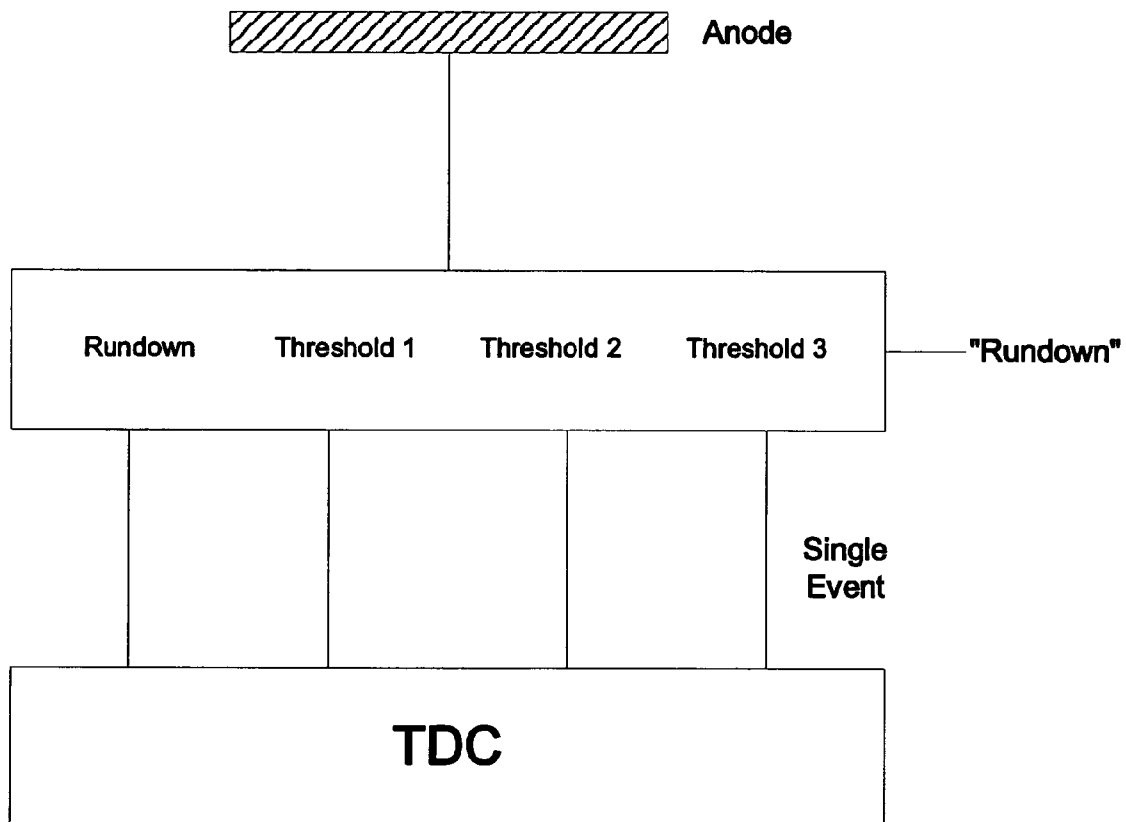 Anode
Rundown Threshold 1 Threshold 2 Threshold 3
"Rundown"
Single
Event
TDC